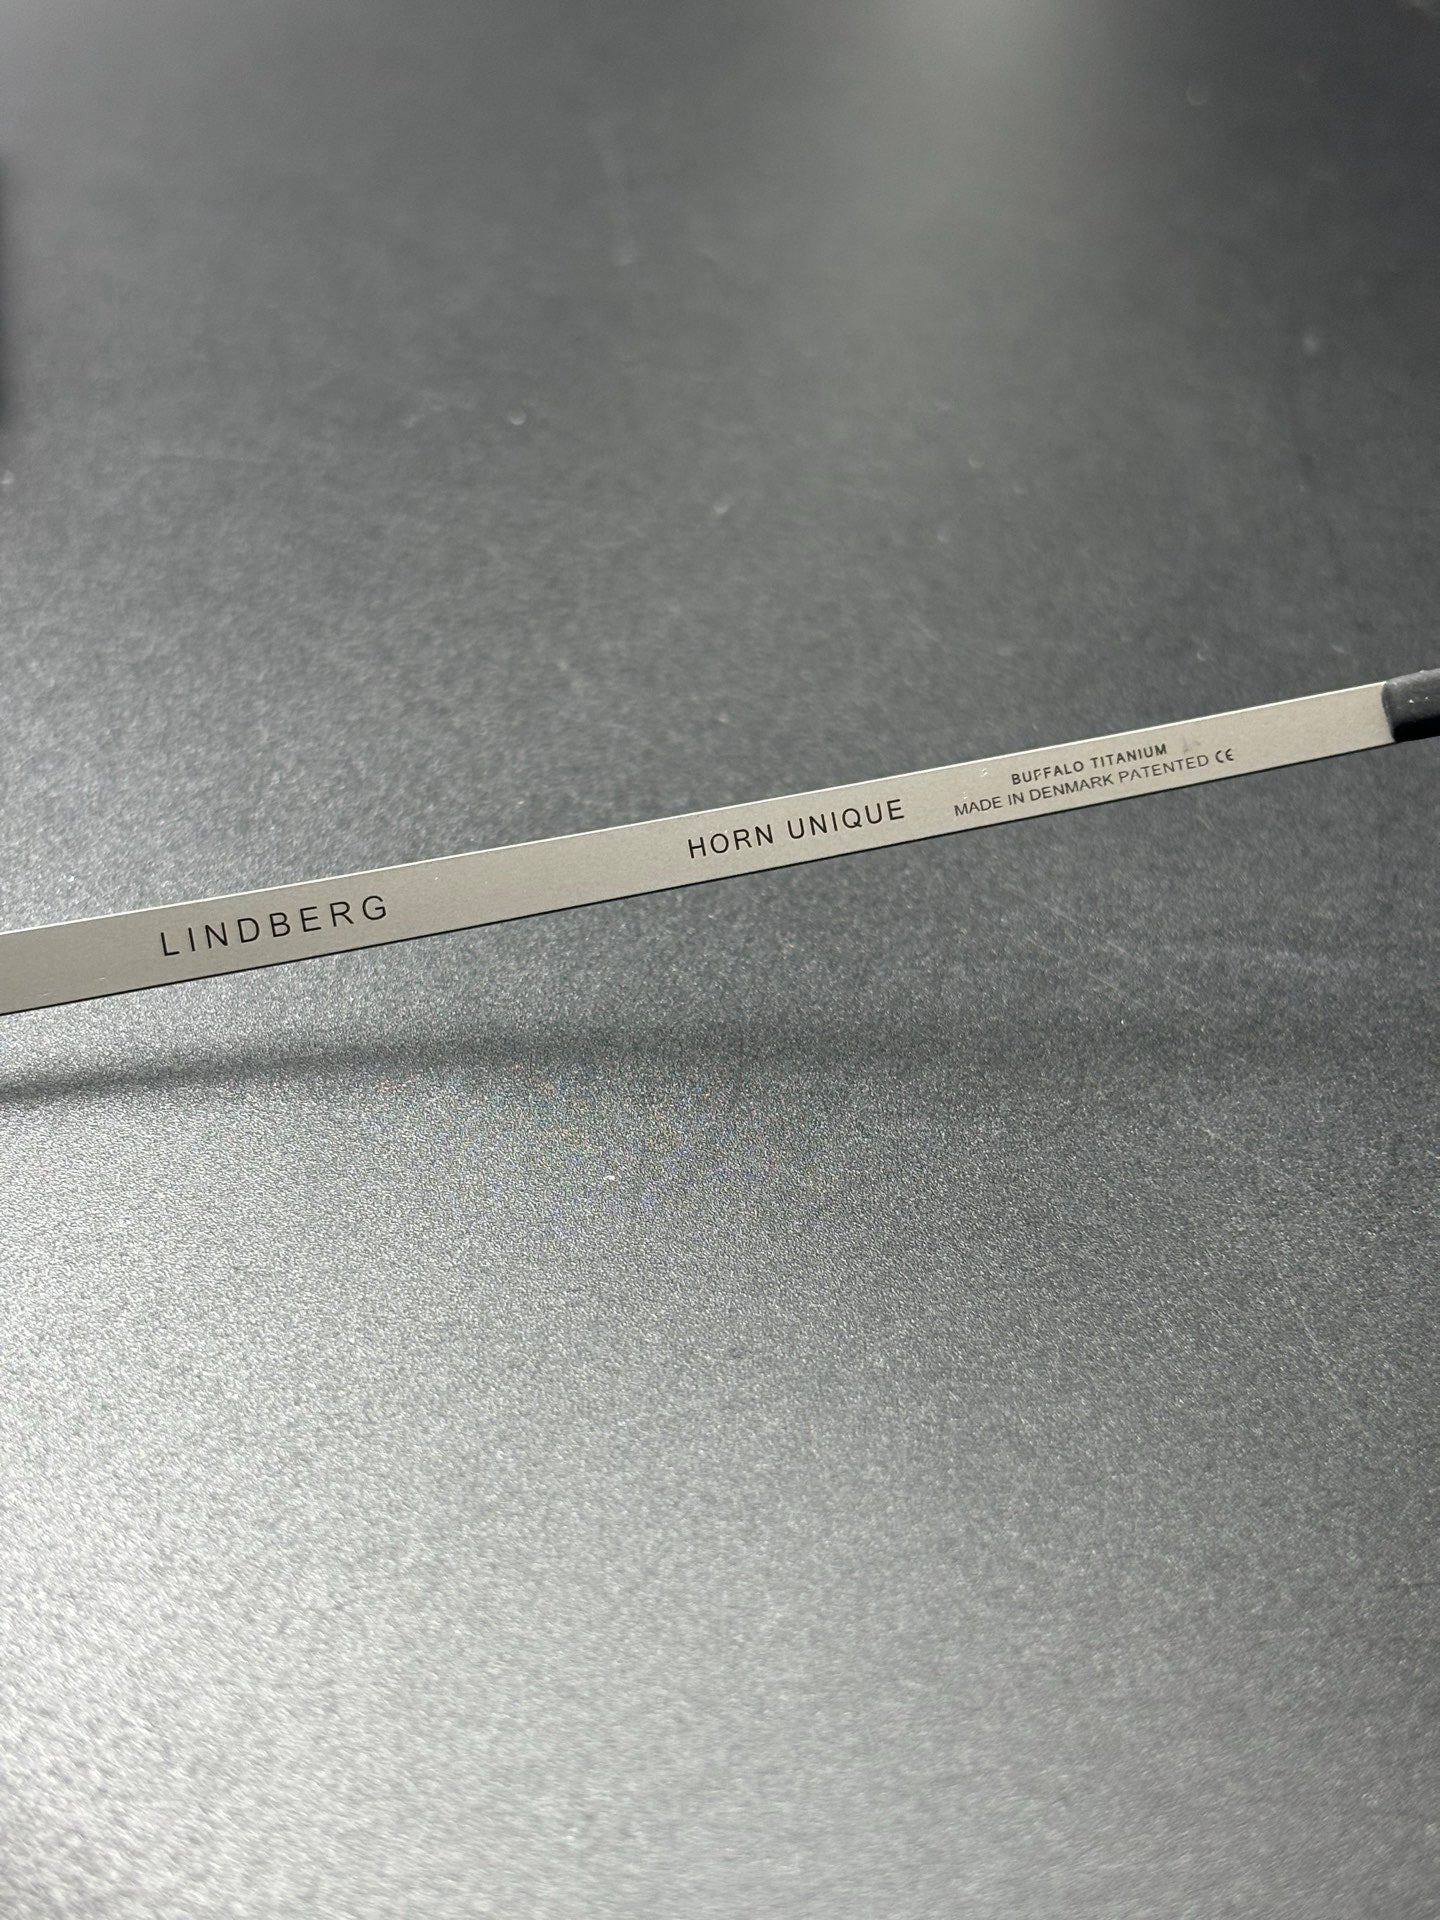 LINDBERG
HORN UNIQUE
BUFFALO TITANIUM
MADE IN DENMARK PATENTED CE